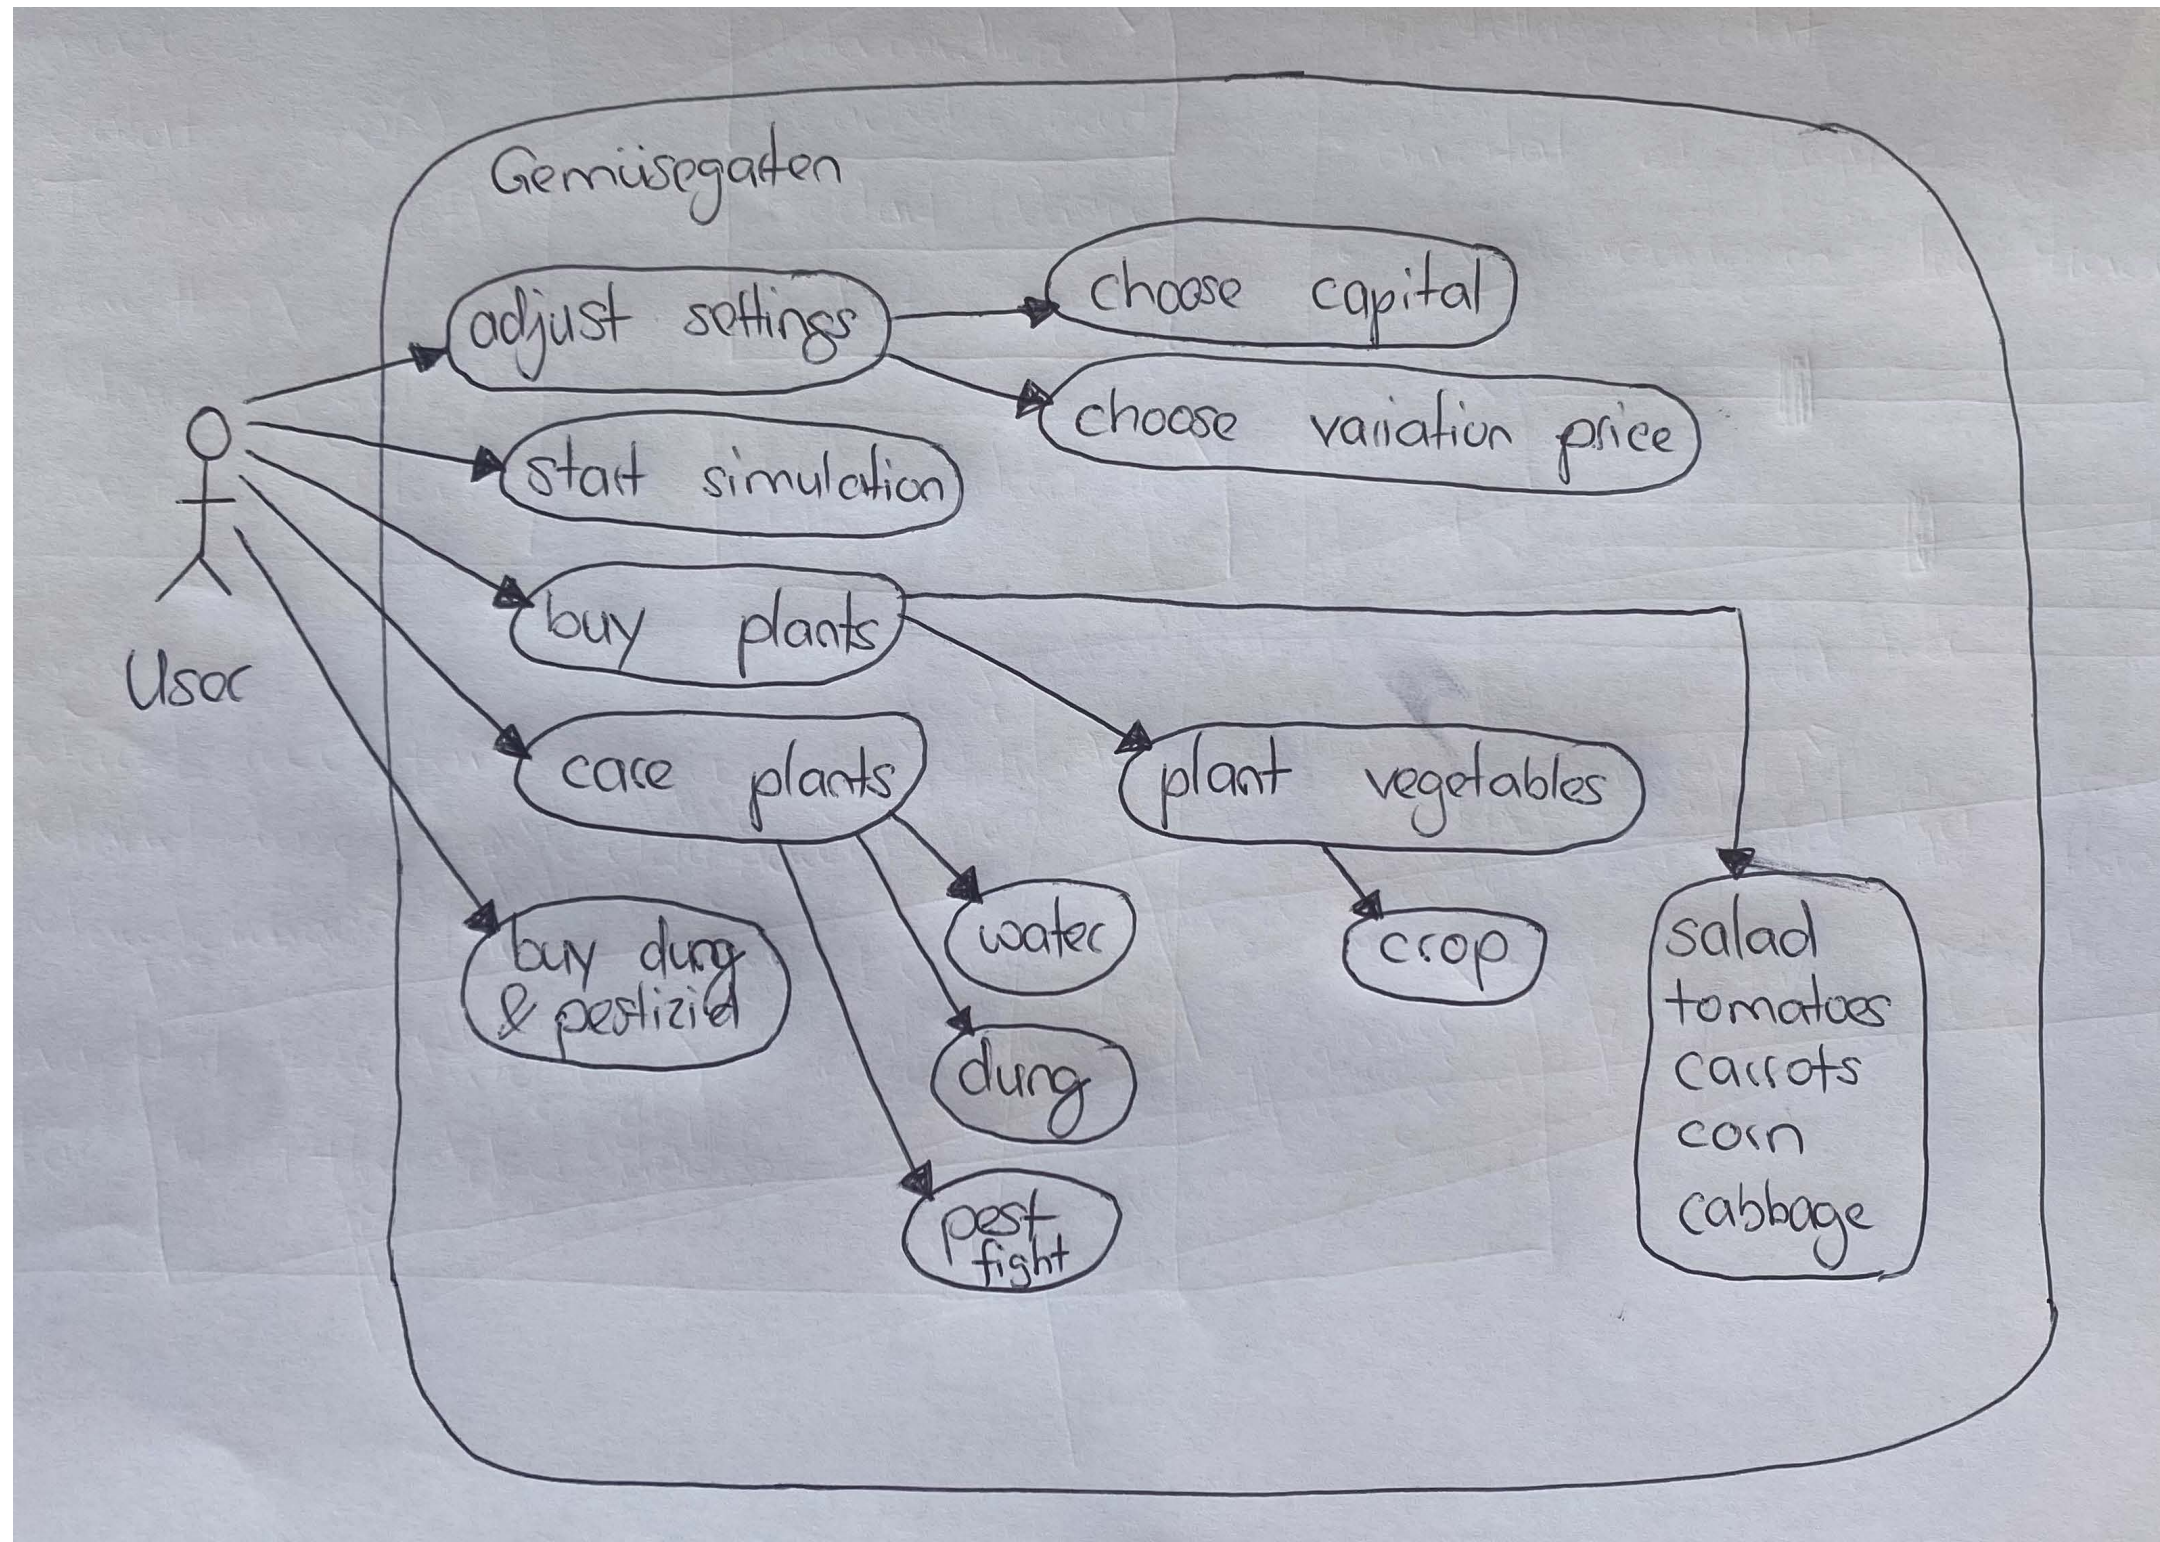 Gemüsegarten
adjust settings
choose capital
choose variation price
start simulation
buy plants
User
care plants
plant vegetables
buy dung
& pestizid
water
crop
salad
tomatoes
carrots
corn
cabbage
dung
pest
fight